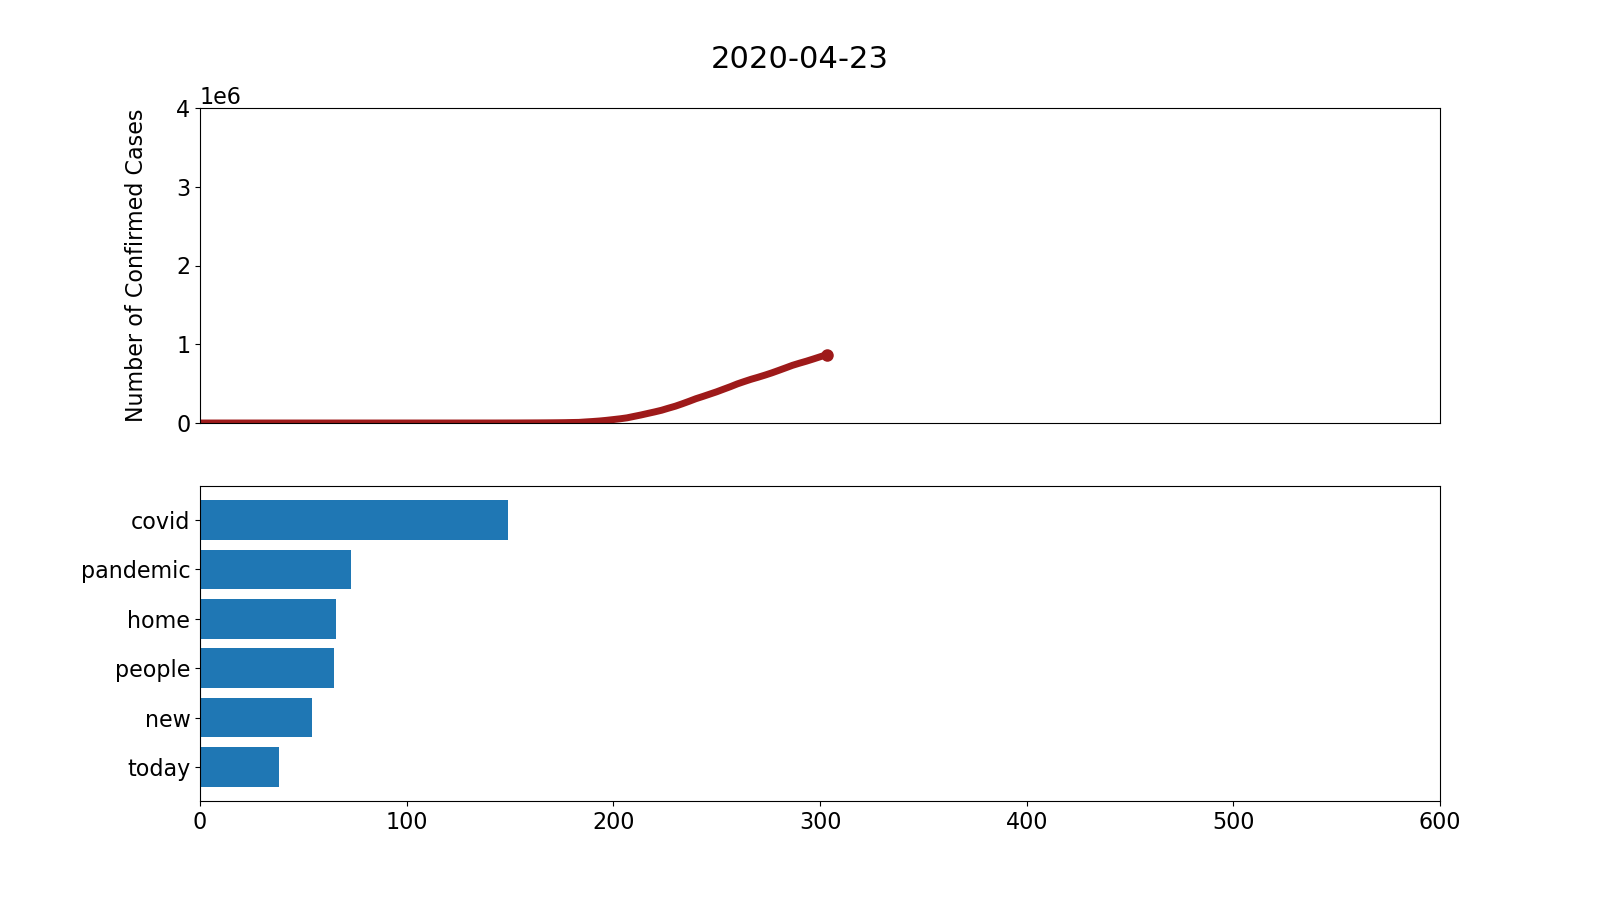 2020-04-23
1e6
Number of Confirmed Cases
4
3
2
1
0
covid
pandemic
home
people
new
today
0 100 200 300 400 500 600